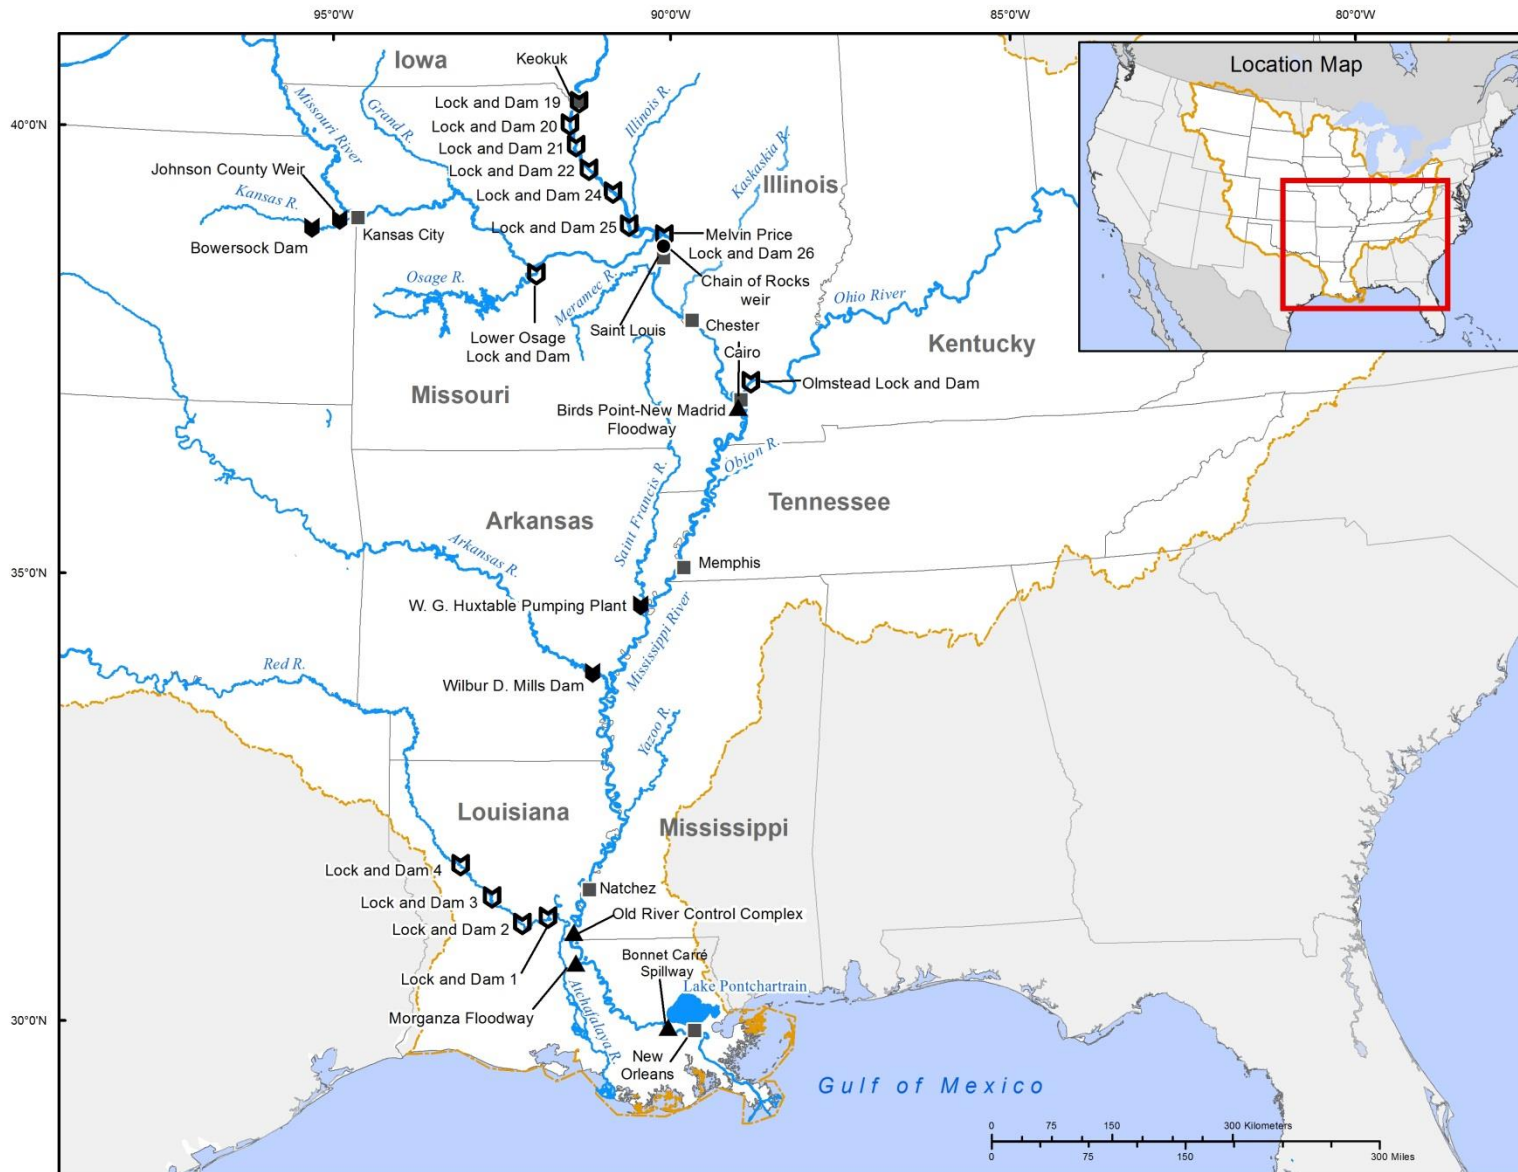 95°0'W
90°0'W
85°0'W
80°0'W
Location Map
Iowa
Keokuk
Missouri River
Grand R.
Lock and Dam 19
Illinois R.
40°0'N
Lock and Dam 20
Lock and Dam 21
Kaskaskia R.
Johnson County Weir
Lock and Dam 22
Illinois
Kansas R.
Lock and Dam 24
Kansas City
Lock and Dam 25
Melvin Price
Lock and Dam 26
Bowersock Dam
Osage R.
Meramec R.
Chain of Rocks
weir
Ohio River
Saint Louis
Chester
Lower Osage
Lock and Dam
Kentucky
Cairo
Missouri
Olmstead Lock and Dam
Birds Point-New Madrid
Floodway
Obion R.
Saint Francis R.
Tennessee
Arkansas
Arkansas R.
Memphis
35°0'N
W. G. Huxtable Pumping Plant
Mississippi River
Red R.
Wilbur D. Mills Dam
Yazoo R.
Louisiana
Mississippi
Lock and Dam 4
Natchez
Lock and Dam 3
Old River Control Complex
Lock and Dam 2
Bonnet Carré
Spillway
Lock and Dam 1
Lake Pontchartrain
Atchafalaya R.
Morganza Floodway
30°0'N
New
Orleans
Gulf of Mexico
0 75 150 300 Kilometers
0 75 150 300 Miles